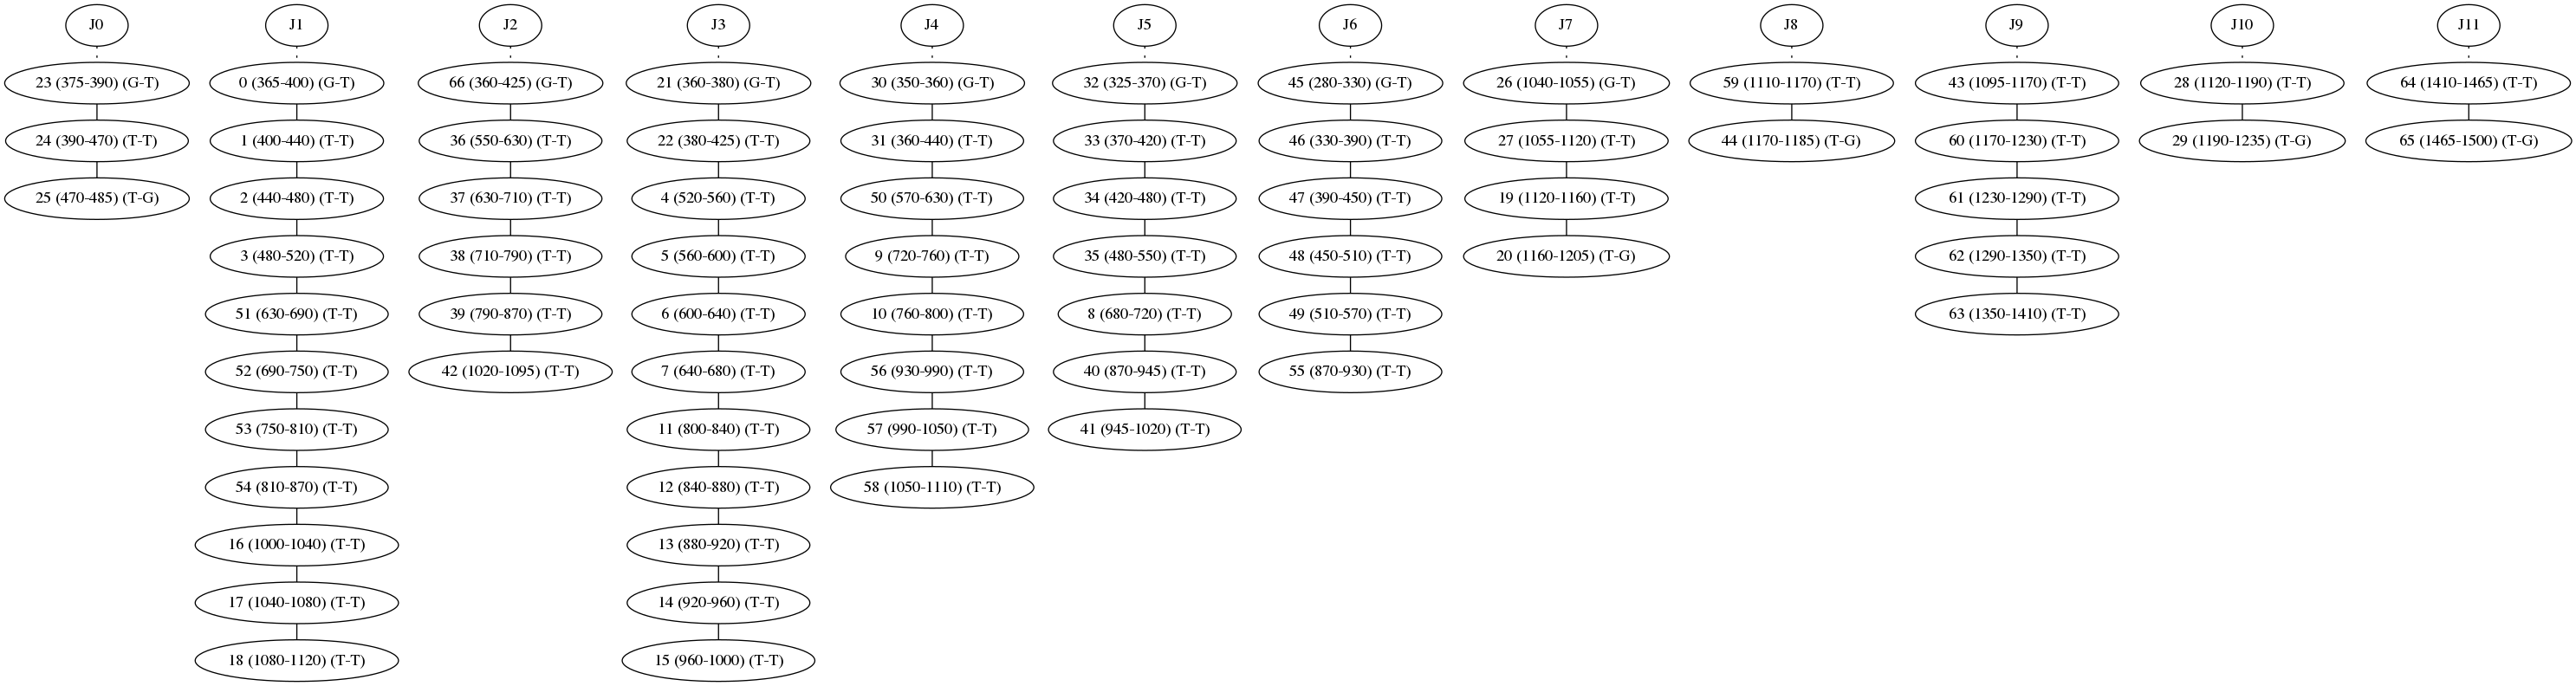 J0
J1
J2
J3
J4
J5
J6
J7
J8
J9
J10
J11
23 (375-390) (G-T)
0 (365-400) (G-T)
66 (360-425) (G-T)
21 (360-380) (G-T)
30 (350-360) (G-T)
32 (325-370) (G-T)
45 (280-330) (G-T)
26 (1040-1055) (G-T)
59 (1110-1170) (T-T)
43 (1095-1170) (T-T)
28 (1120-1190) (T-T)
64 (1410-1465) (T-T)
24 (390-470) (T-T)
1 (400-440) (T-T)
36 (550-630) (T-T)
22 (380-425) (T-T)
31 (360-440) (T-T)
33 (370-420) (T-T)
46 (330-390) (T-T)
27 (1055-1120) (T-T)
44 (1170-1185) (T-G)
60 (1170-1230) (T-T)
29 (1190-1235) (T-G)
65 (1465-1500) (T-G)
25 (470-485) (T-G)
2 (440-480) (T-T)
37 (630-710) (T-T)
4 (520-560) (T-T)
50 (570-630) (T-T)
34 (420-480) (T-T)
47 (390-450) (T-T)
19 (1120-1160) (T-T)
61 (1230-1290) (T-T)
3 (480-520) (T-T)
38 (710-790) (T-T)
5 (560-600) (T-T)
9 (720-760) (T-T)
35 (480-550) (T-T)
48 (450-510) (T-T)
20 (1160-1205) (T-G)
62 (1290-1350) (T-T)
51 (630-690) (T-T)
39 (790-870) (T-T)
6 (600-640) (T-T)
10 (760-800) (T-T)
8 (680-720) (T-T)
49 (510-570) (T-T)
63 (1350-1410) (T-T)
52 (690-750) (T-T)
42 (1020-1095) (T-T)
7 (640-680) (T-T)
56 (930-990) (T-T)
40 (870-945) (T-T)
55 (870-930) (T-T)
53 (750-810) (T-T)
11 (800-840) (T-T)
57 (990-1050) (T-T)
41 (945-1020) (T-T)
54 (810-870) (T-T)
12 (840-880) (T-T)
58 (1050-1110) (T-T)
16 (1000-1040) (T-T)
13 (880-920) (T-T)
17 (1040-1080) (T-T)
14 (920-960) (T-T)
18 (1080-1120) (T-T)
15 (960-1000) (T-T)